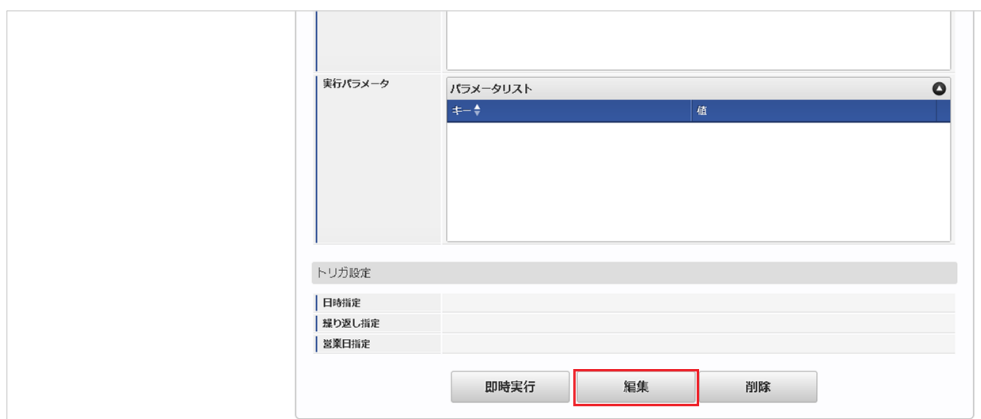 実行パラメータ
パラメータリスト
キー 値
トリガ設定
日時指定
繰り返し指定
営業日指定
即時実行 編集 削除